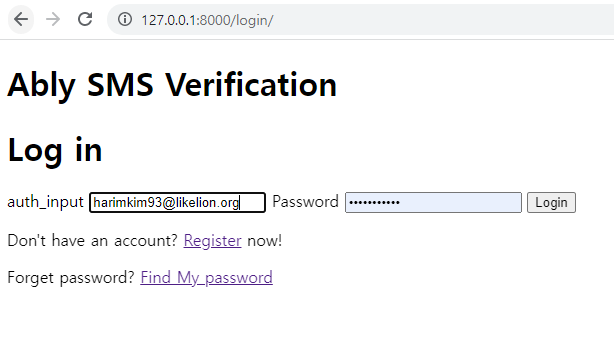 127.0.0.1:8000/login/
Ably SMS Verification
Log in
auth_input harimkim93@likelion.org Password ••••••••••• Login
Don't have an account? Register now!
Forget password? Find My password